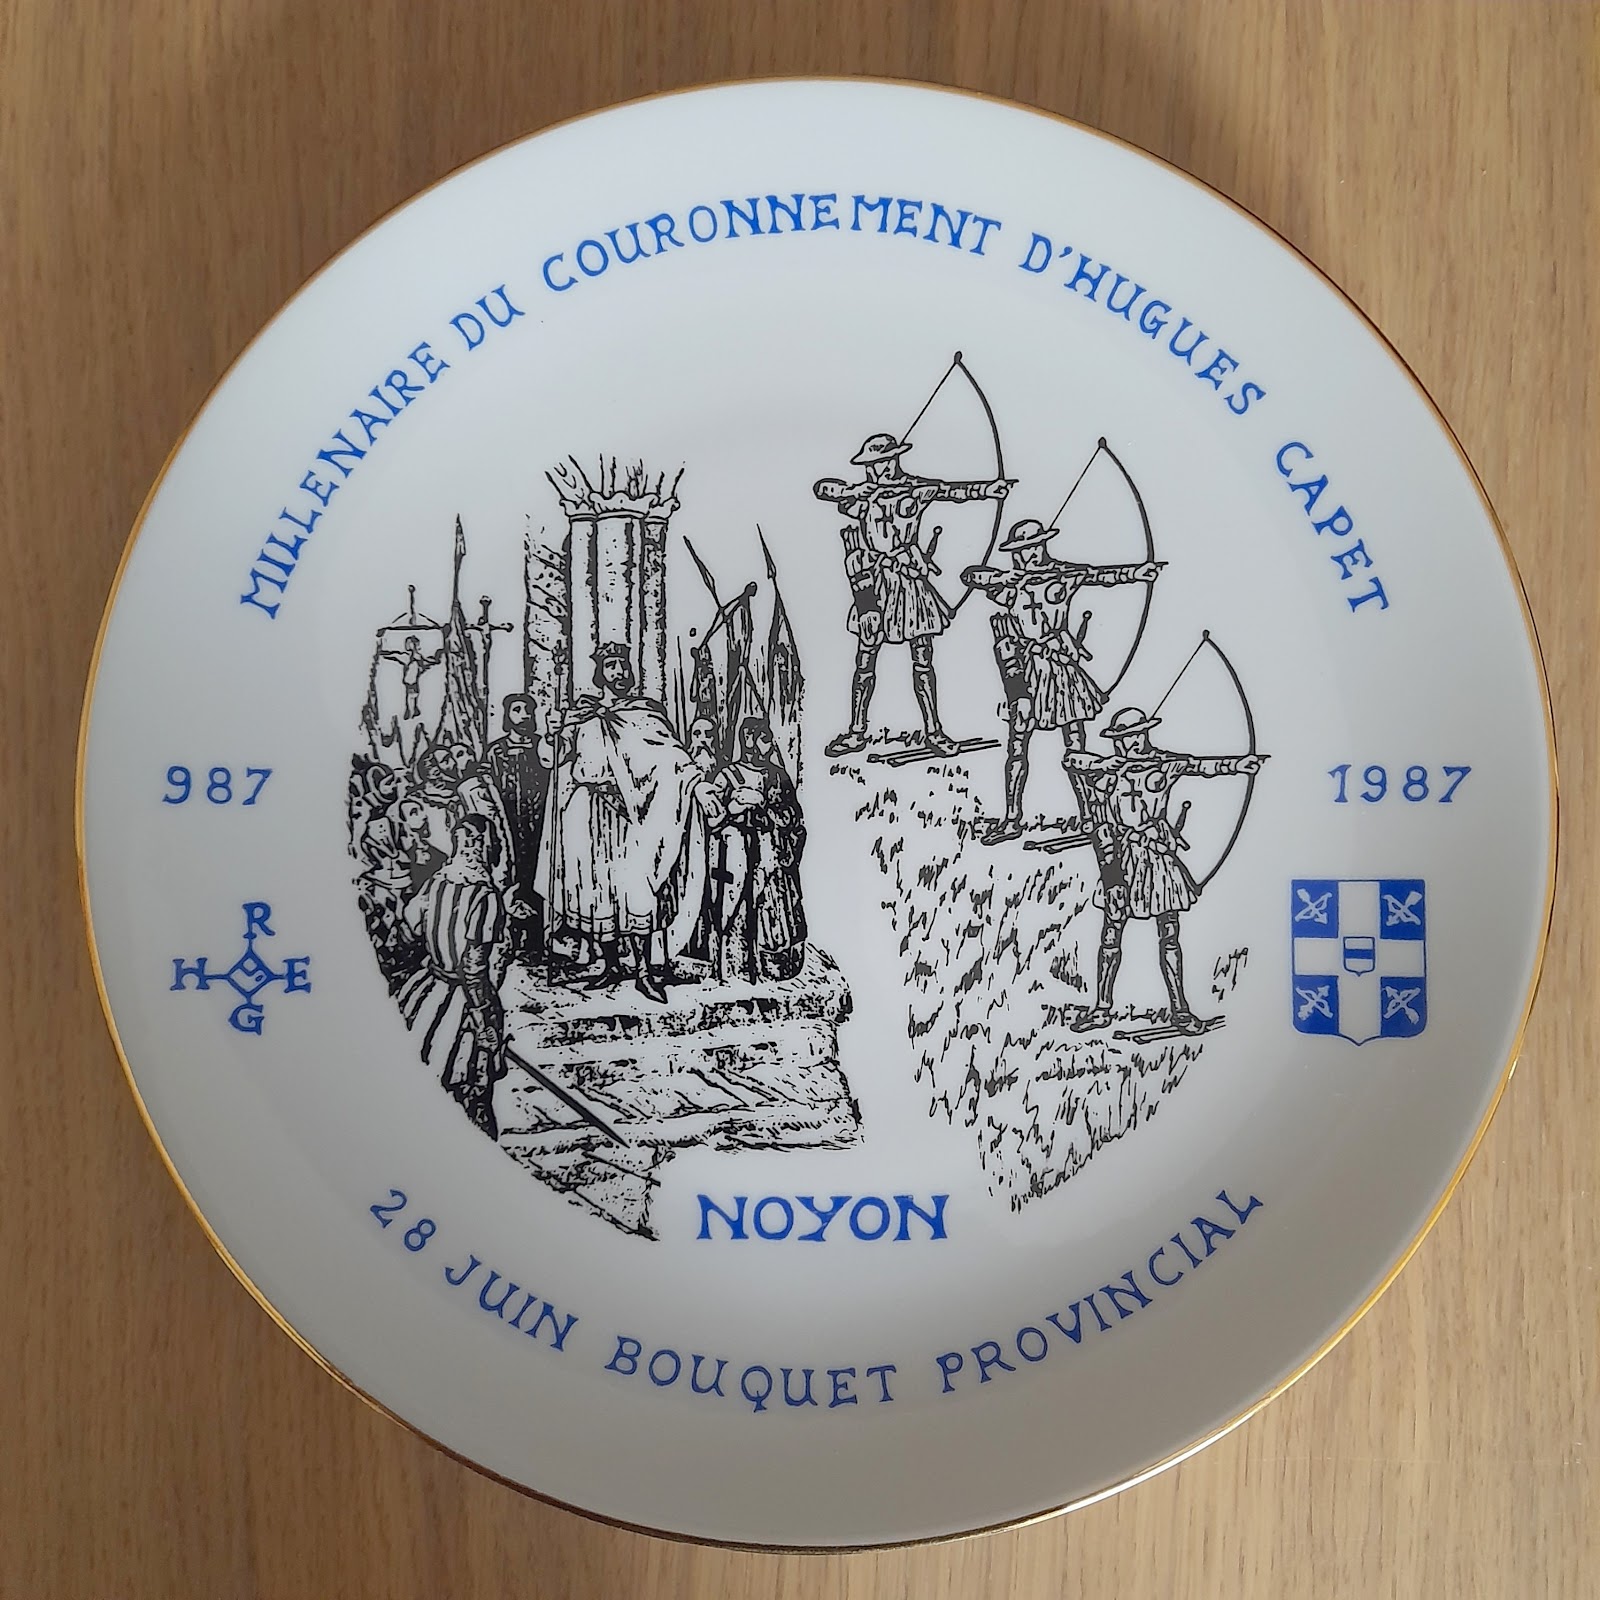 MILLENAIRE DU COURONNEMENT D'HUGUES CAPET
987
1987
R
H E
G
NOYON
28 JUIN BOUQUET PROVINCIAL